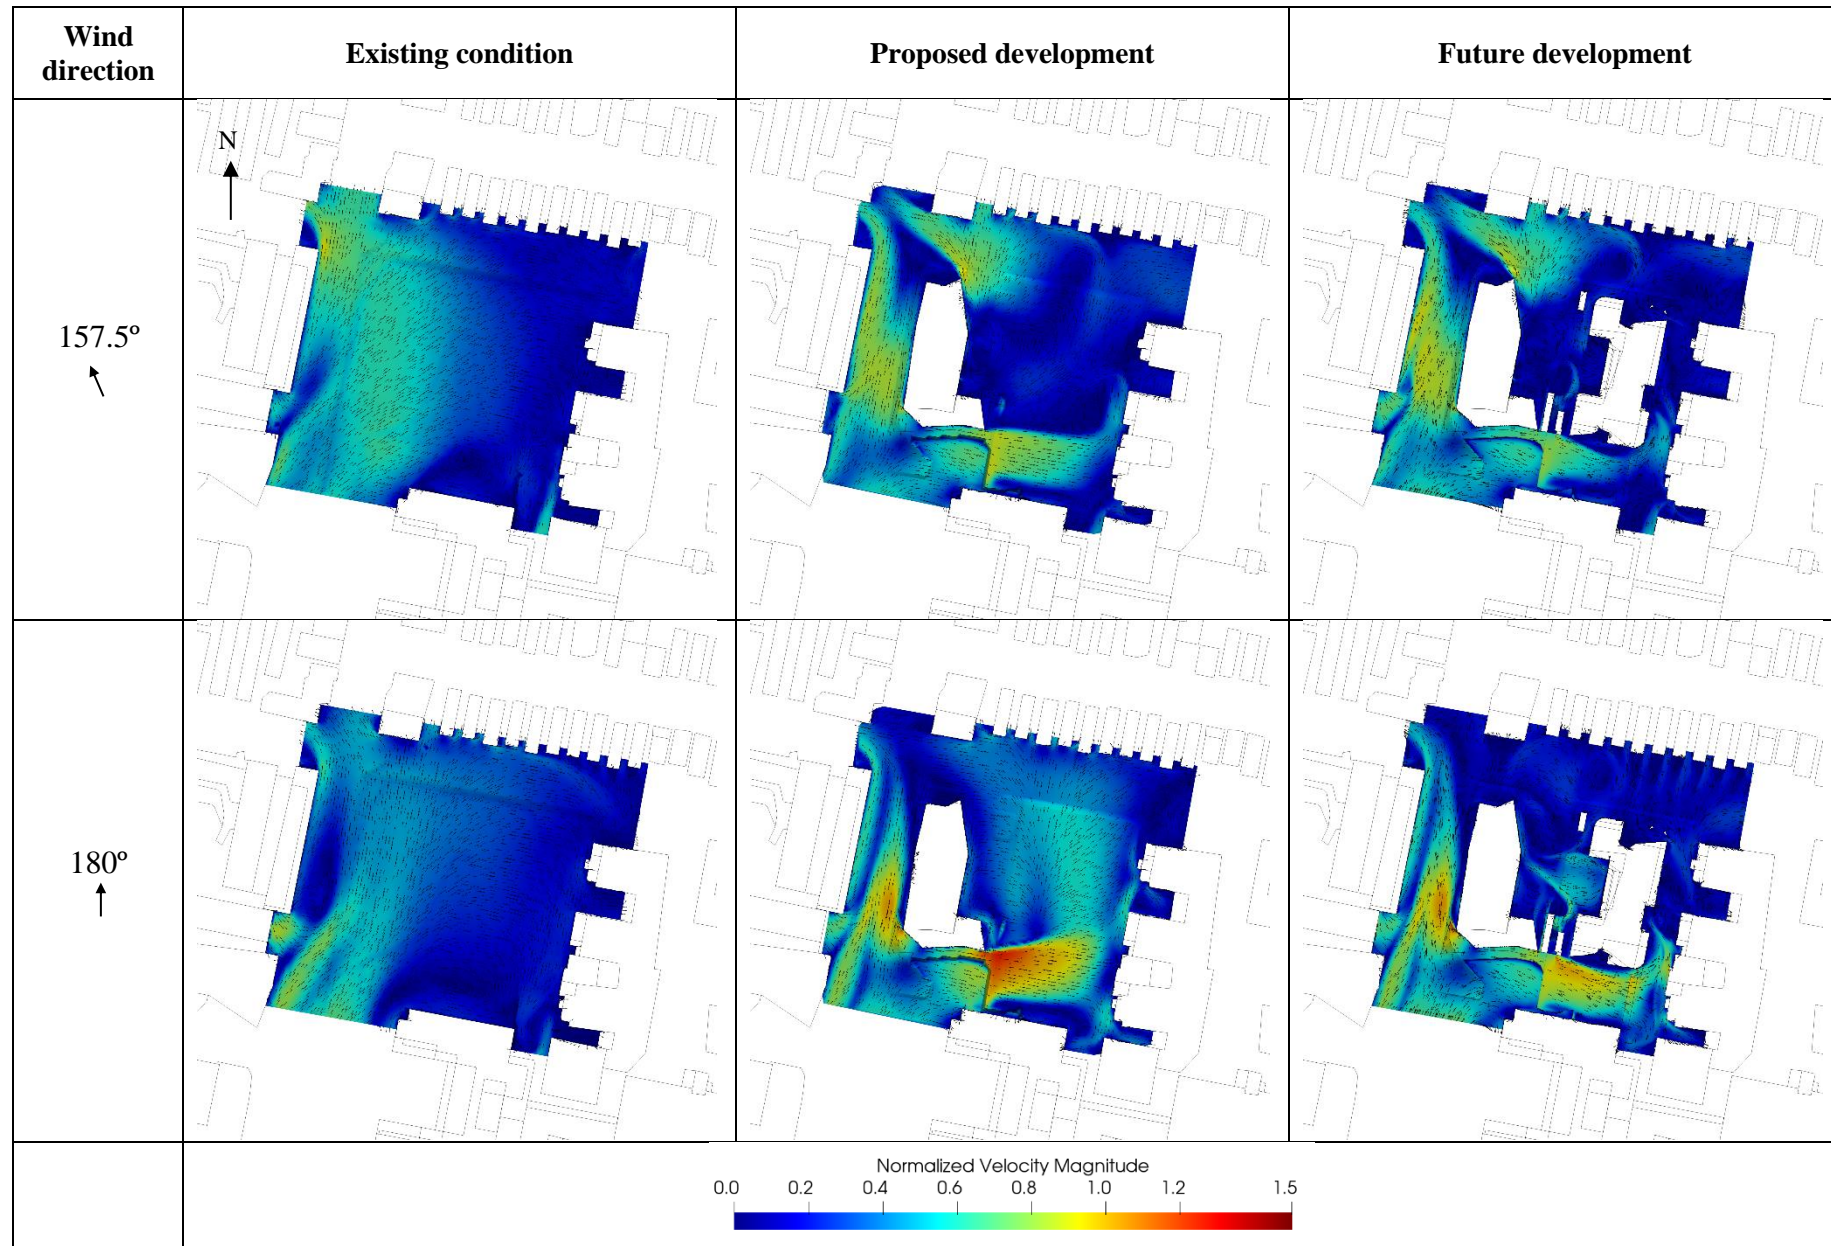 Wind
direction
Existing condition
Proposed development
Future development
N
157.5º
180º
Normalized Velocity Magnitude
0.0 0.2 0.4 0.6 0.8 1.0 1.2 1.5